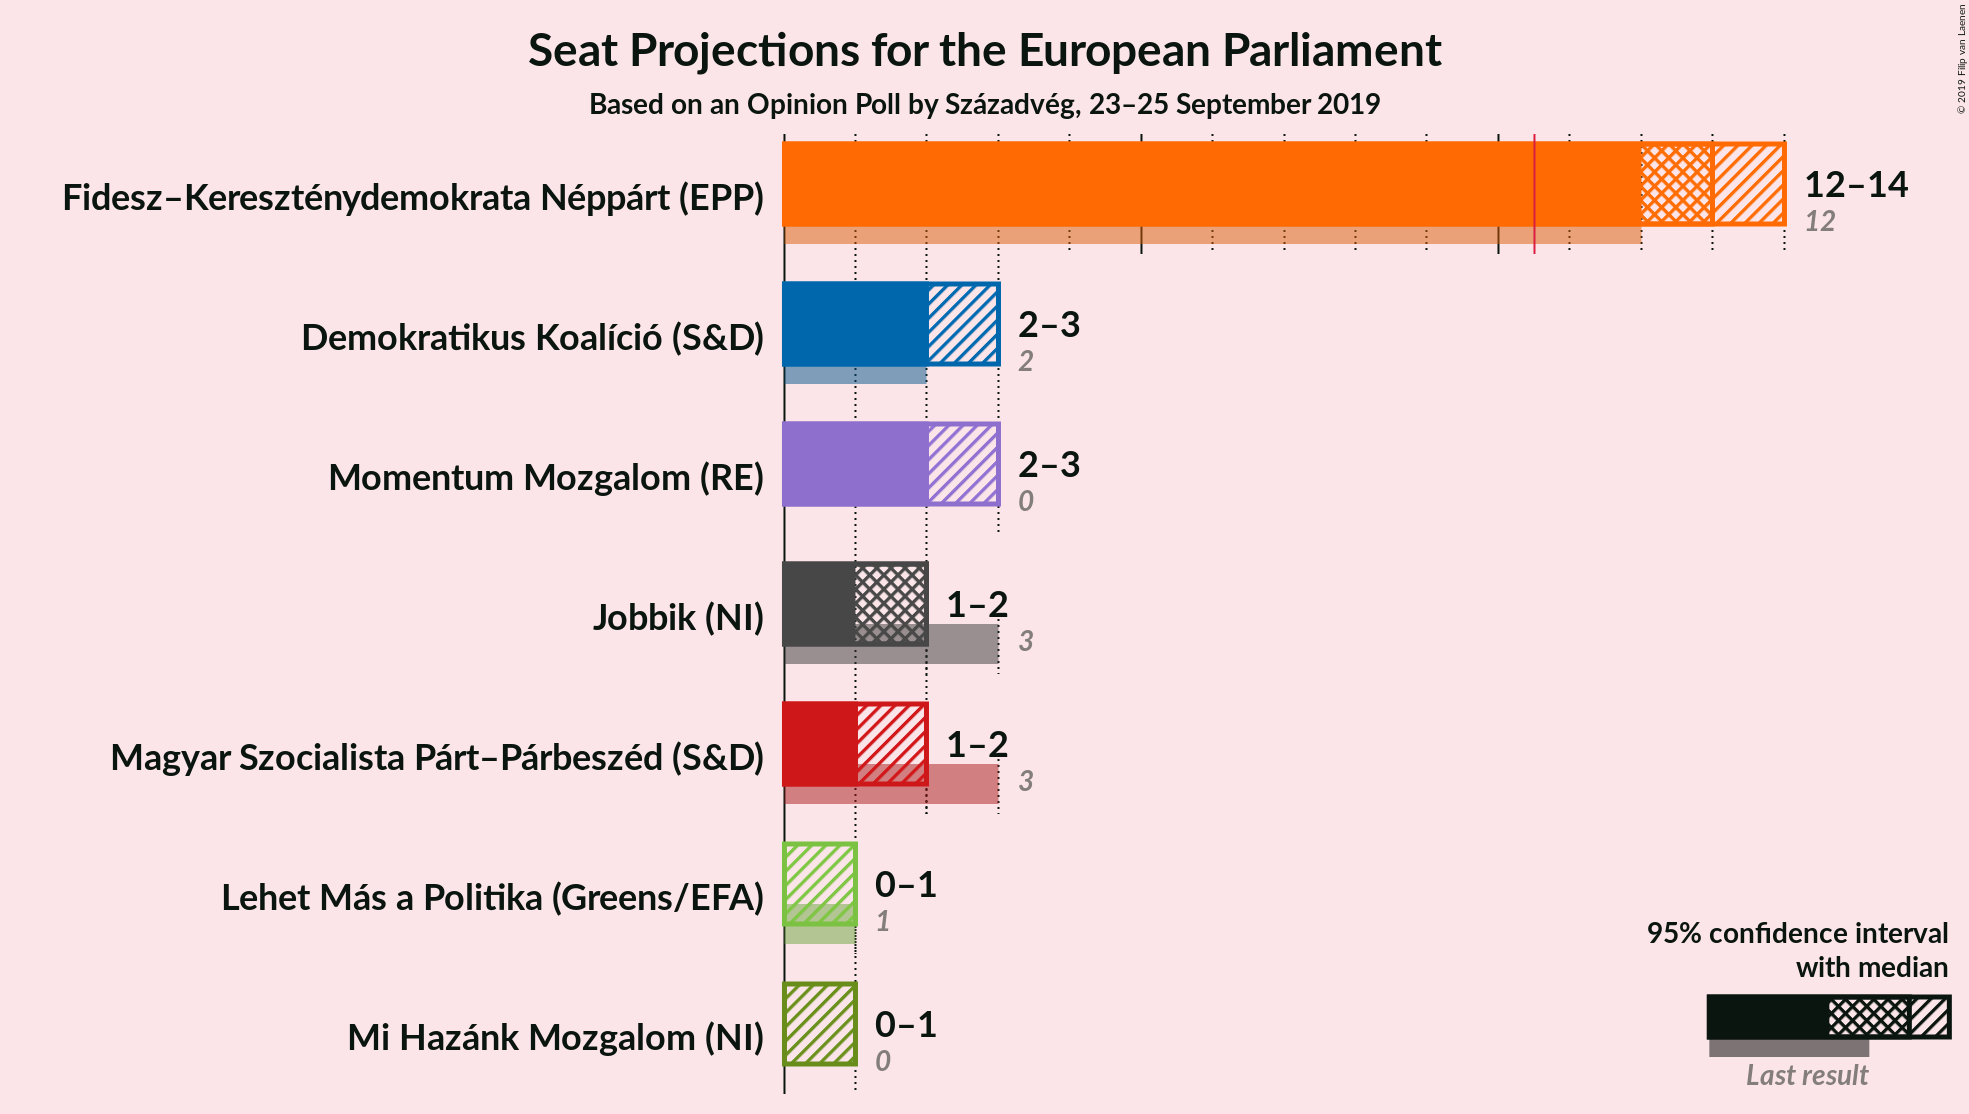 Seat Projections for the European Parliament
Based on an Opinion Poll by Századvég, 23–25 September 2019
© 2019 Filip van Laenen
Fidesz–Kereszténydemokrata Néppárt (EPP)
12–14
12
Demokratikus Koalíció (S&D)
2–3
2
Momentum Mozgalom (RE)
2–3
0
Jobbik (NI)
1–2
3
Magyar Szocialista Párt–Párbeszéd (S&D)
1–2
3
Lehet Más a Politika (Greens/EFA)
0–1
1
Mi Hazánk Mozgalom (NI)
0–1
0
95% confidence interval
with median
Last result